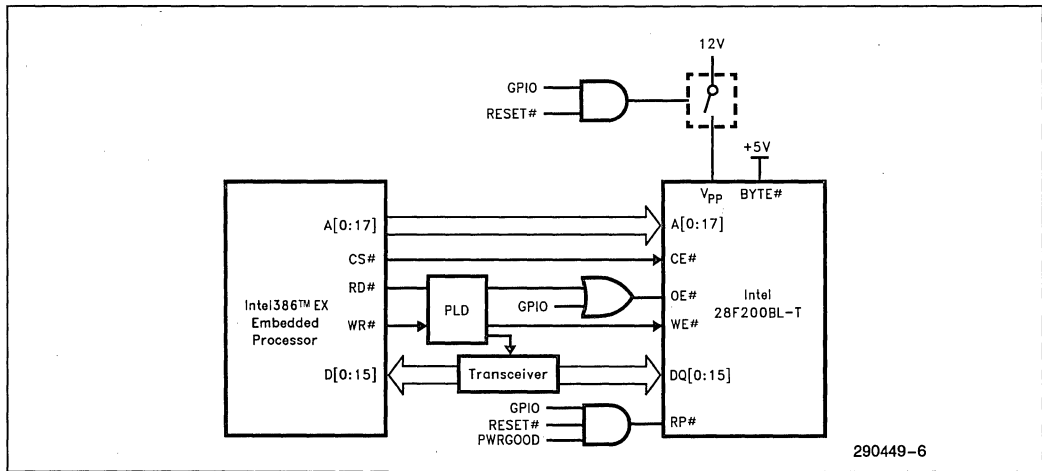 12V
GPIO
RESET#
+5V
VPP BYTE#
A[0:17] A[0:17]
CS# CE#
RD# PLD GPIO OE#
Intel386™ EX
Embedded
Processor
Intel
28F200BL-T
WR# WE#
D[0:15] Transceiver DQ[0:15]
GPIO
RESET#
PWRGOOD
RP#
290449-6